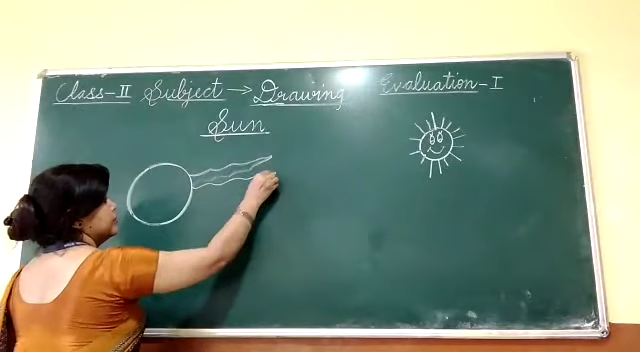 Class-II Subject → Drawing Evaluation-I
Sun